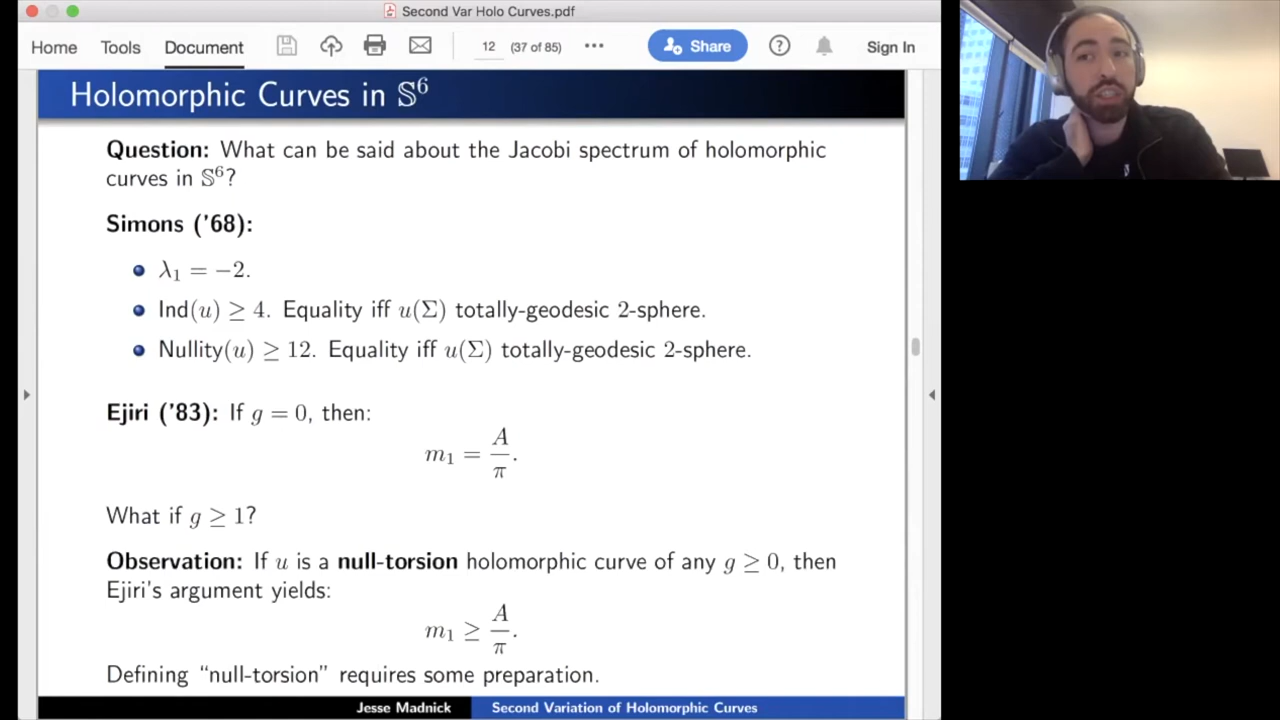 Second Var Holo Curves.pdf
Home Tools Document 12 (37 of 85) Share Sign In
Holomorphic Curves in 𝕊⁶
Question: What can be said about the Jacobi spectrum of holomorphic
curves in 𝕊⁶?
Simons ('68):
λ₁ = −2.
Ind(u) ≥ 4. Equality iff u(Σ) totally-geodesic 2-sphere.
Nullity(u) ≥ 12. Equality iff u(Σ) totally-geodesic 2-sphere.
Ejiri ('83): If g = 0, then:
m₁ = A/π.
What if g ≥ 1?
Observation: If u is a null-torsion holomorphic curve of any g ≥ 0, then
Ejiri's argument yields:
m₁ ≥ A/π.
Defining “null-torsion” requires some preparation.
Jesse Madnick Second Variation of Holomorphic Curves